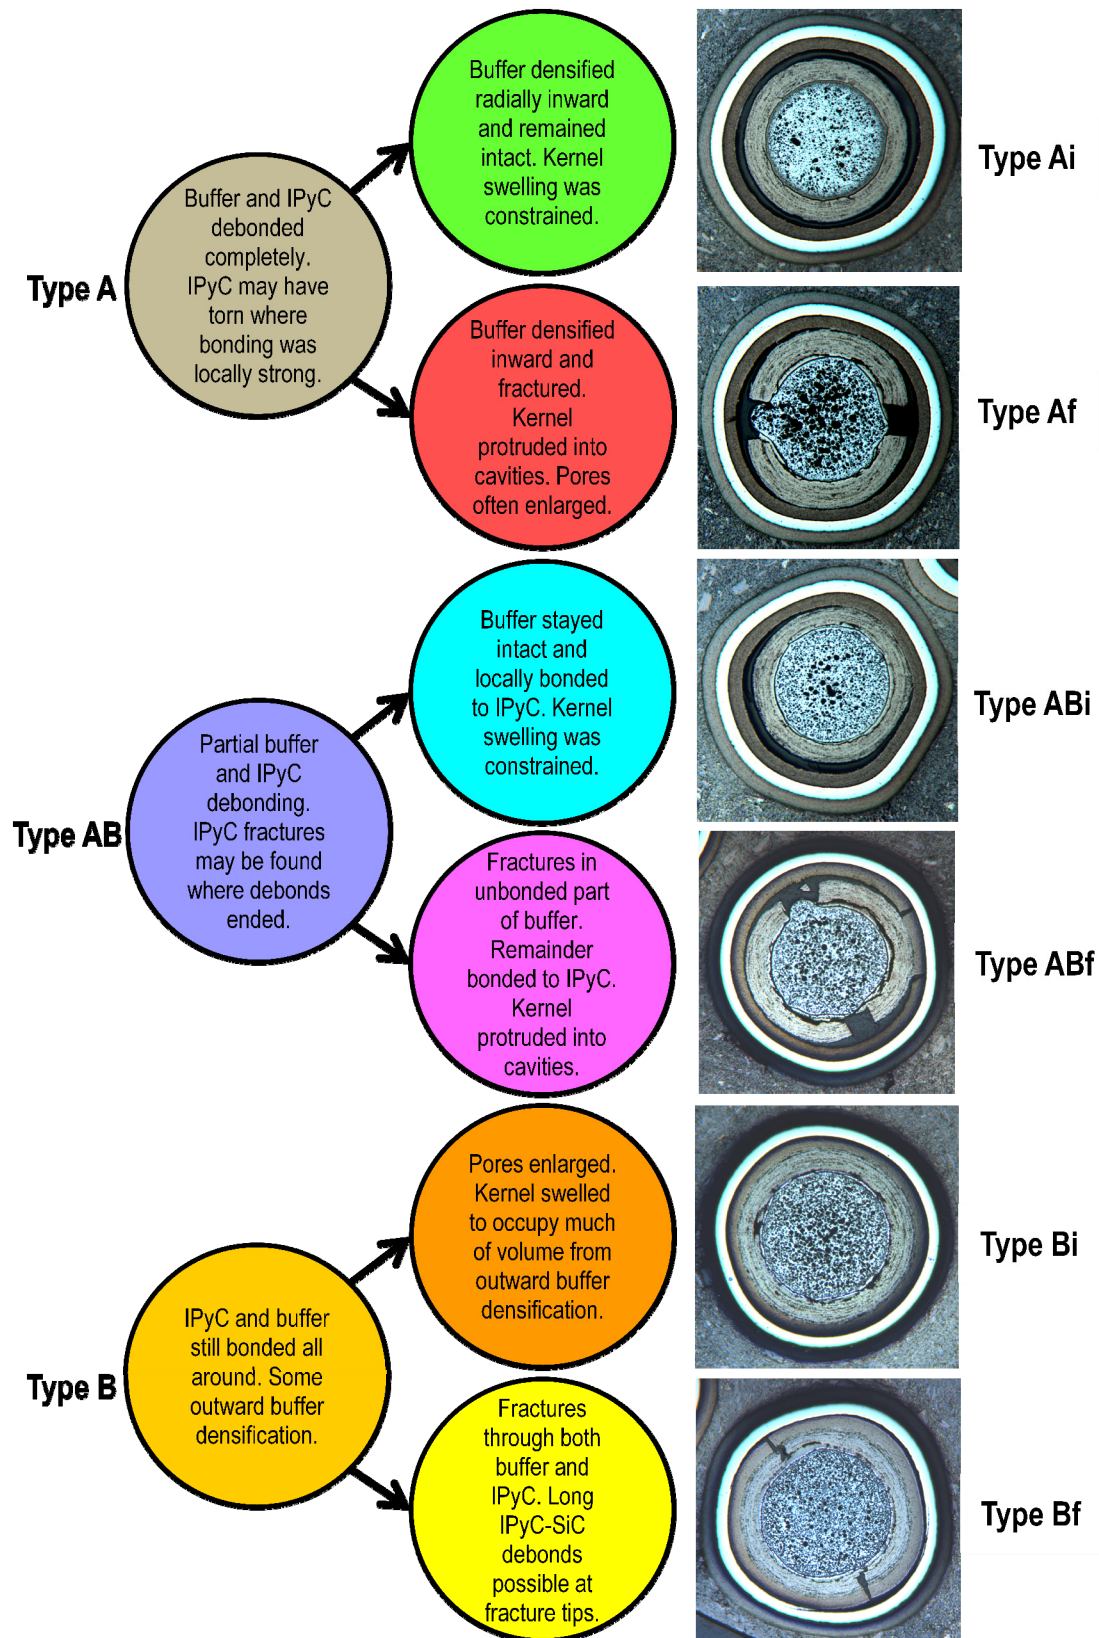 Type A
Buffer and IPyC
debonded
completely.
IPyC may have
torn where
bonding was
locally strong.
Buffer densified
radially inward
and remained
intact. Kernel
swelling was
constrained.
Type Ai
Buffer densified
inward and
fractured.
Kernel
protruded into
cavities. Pores
often enlarged.
Type Af
Type AB
Partial buffer
and IPyC
debonding.
IPyC fractures
may be found
where debonds
ended.
Buffer stayed
intact and
locally bonded
to IPyC. Kernel
swelling was
constrained.
Type ABi
Fractures in
unbonded part
of buffer.
Remainder
bonded to IPyC.
Kernel
protruded into
cavities.
Type ABf
Type B
IPyC and buffer
still bonded all
around. Some
outward buffer
densification.
Pores enlarged.
Kernel swelled
to occupy much
of volume from
outward buffer
densification.
Type Bi
Fractures
through both
buffer and
IPyC. Long
IPyC-SiC
debonds
possible at
fracture tips.
Type Bf